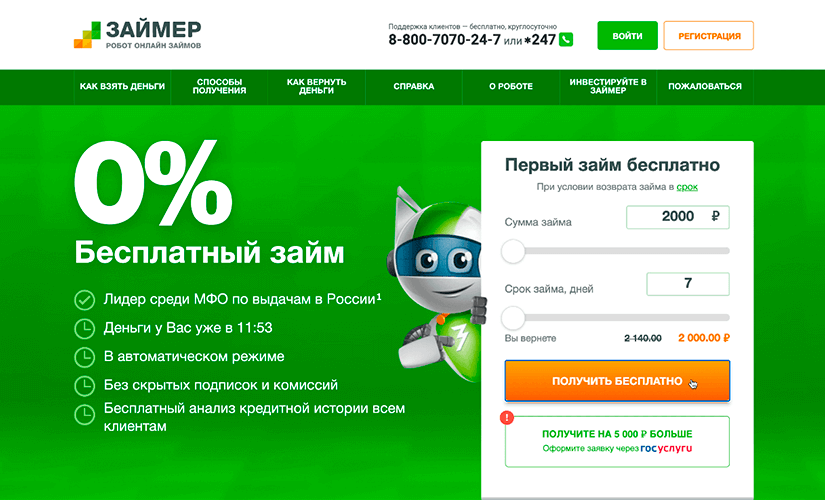 ЗАЙМЕР
РОБОТ ОНЛАЙН ЗАЙМОВ
Поддержка клиентов — бесплатно, круглосуточно
8-800-7070-24-7 или *247
ВОЙТИ
РЕГИСТРАЦИЯ
КАК ВЗЯТЬ ДЕНЬГИ
СПОСОБЫ
ПОЛУЧЕНИЯ
КАК ВЕРНУТЬ
ДЕНЬГИ
СПРАВКА
О РОБОТЕ
ИНВЕСТИРУЙТЕ В
ЗАЙМЕР
ПОЖАЛОВАТЬСЯ
0%
Бесплатный займ
Лидер среди МФО по выдачам в России¹
Деньги у Вас уже в 11:53
В автоматическом режиме
Без скрытых подписок и комиссий
Бесплатный анализ кредитной истории всем
клиентам
Первый займ бесплатно
При условии возврата займа в срок
Сумма займа 2000 ₽
Срок займа, дней 7
Вы вернете 2 140.00 2 000.00 ₽
ПОЛУЧИТЬ БЕСПЛАТНО
!
ПОЛУЧИТЕ НА 5 000 ₽ БОЛЬШЕ
Оформите заявку через госуслуги